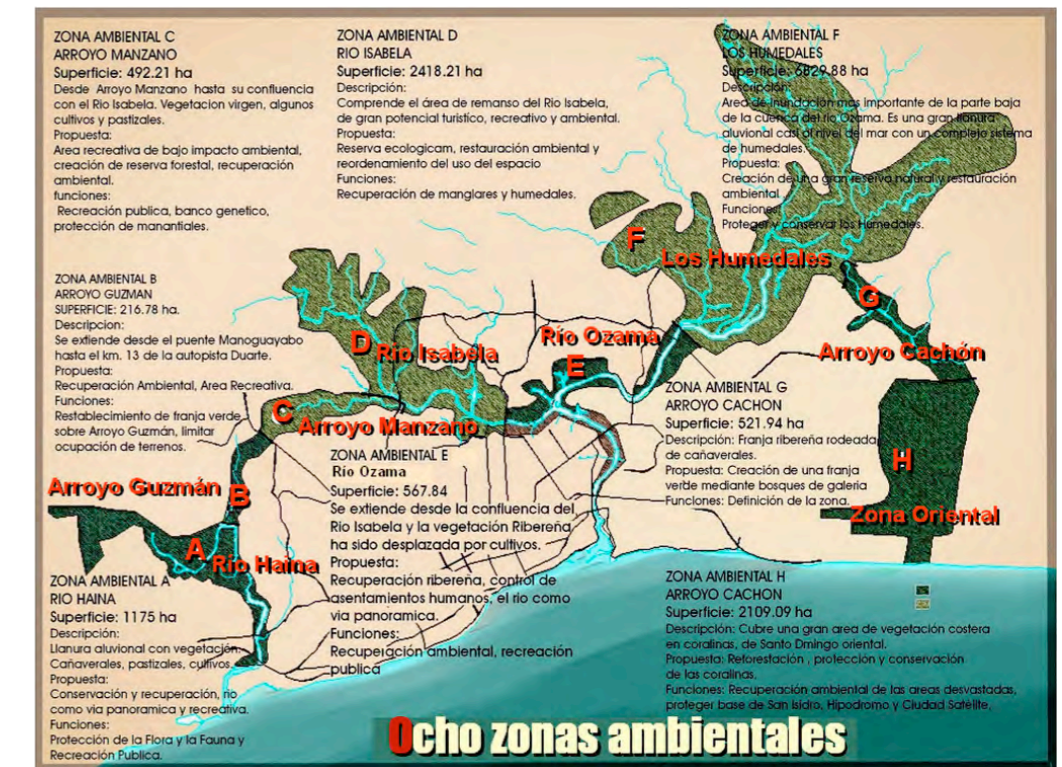 ZONA AMBIENTAL C
ARROYO MANZANO
Superficie: 492.21 ha
Desde Arroyo Manzano hasta su confluencia
con el Rio Isabela. Vegetacion virgen, algunos
cultivos y pastizales.
Propuesta:
Area recreativa de bajo impacto ambiental,
creación de reserva forestal, recuperación
ambiental.
funciones:
Recreación publica, banco genetico,
protección de manantiales.
ZONA AMBIENTAL D
RIO ISABELA
Superficie: 2418.21 ha
Descripción:
Comprende el área de remanso del Rio Isabela,
de gran potencial turistico, recreativo y ambiental.
Propuesta:
Reserva ecologicam, restauración ambiental y
reordenamiento del uso del espacio
Funciones:
Recuperación de manglares y humedales.
ZONA AMBIENTAL F
LOS HUMEDALES
Superficie: 6829.88 ha
Descripción:
Area de inundación mas importante de la parte baja
de la cuenca del rio Ozama. Es una gran llanura
aluvional casi al nivel del mar con un complejo sistema
de humedales.
Propuesta:
Creación de una gran reserva natural y restauración
ambiental.
Funciones
Proteger y conservar los Humedales.
ZONA AMBIENTAL B
ARROYO GUZMAN
SUPERFICIE: 216.78 ha.
Descripcion:
Se extiende desde el puente Manoguayabo
hasta el km. 13 de la autopista Duarte.
Propuesta:
Recuperación Ambiental, Area Recreativa.
Funciones:
Restablecimiento de franja verde
sobre Arroyo Guzmán, limitar
ocupación de terrenos.
F
Los Humedales
G
Arroyo Cachón
D
Río Isabela
Río Ozama
E
C
Arroyo Manzano
ZONA AMBIENTAL G
ARROYO CACHON
Superficie: 521.94 ha
Descripción: Franja ribereña rodeada
de cañaverales.
Propuesta: Creación de una franja
verde mediante bosques de galeria
Funciones: Definición de la zona.
ZONA AMBIENTAL E
Río Ozama
Superficie: 567.84
Se extiende desde la confluencia del
Rio Isabela y la vegetación Ribereña
ha sido desplazada por cultivos.
Propuesta:
Recuperación ribereña, control de
asentamientos humanos, el rio como
via panoramica.
Funciones:
Recuperación ambiental, recreación
publica
H
Zona Oriental
Arroyo Guzmán
B
A
Río Haina
ZONA AMBIENTAL A
RIO HAINA
Superficie: 1175 ha
Descripción:
Llanura aluvional con vegetación.
Cañaverales, pastizales, cultivos.
Propuesta:
Conservación y recuperación, rio
como via panoramica y recreativa.
Funciones:
Protección de la Flora y la Fauna y
Recreación Publica.
ZONA AMBIENTAL H
ARROYO CACHON
Superficie: 2109.09 ha
Descripción: Cubre una gran area de vegetación costera
en coralinas, de Santo Dmingo oriental.
Propuesta: Reforestación , protección y conservación
de las coralinas.
Funciones: Recuperación ambiental de las areas desvastadas,
proteger base de San Isidro, Hipodromo y Ciudad Satélite.
Ocho zonas ambientales